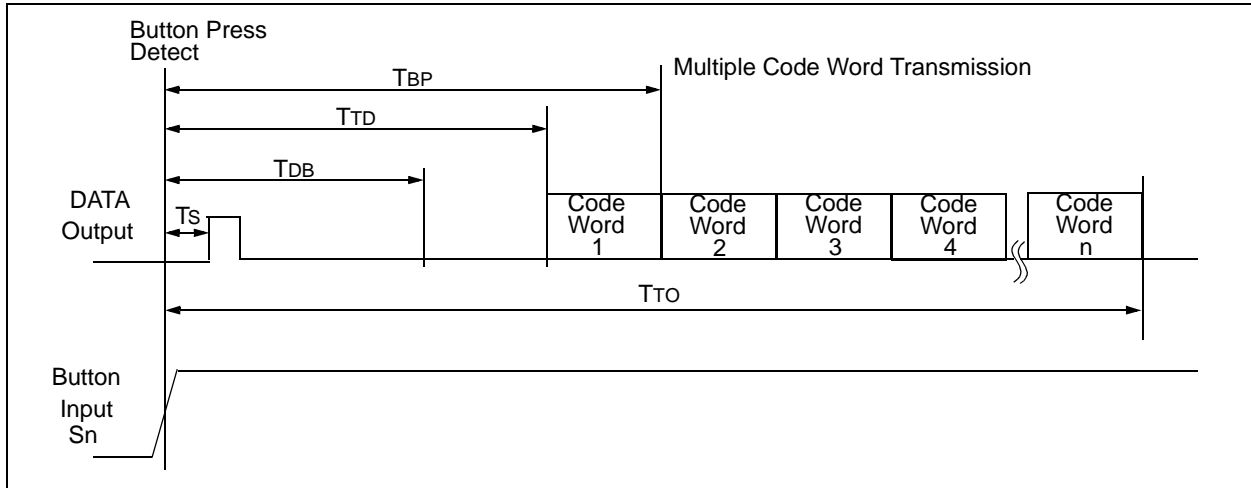 Button Press
Detect
Multiple Code Word Transmission
TBP
TTD
TDB
DATA
Output
TS
Code
Word
1
Code
Word
2
Code
Word
3
Code
Word
4
Code
Word
n
TTO
Button
Input
Sn